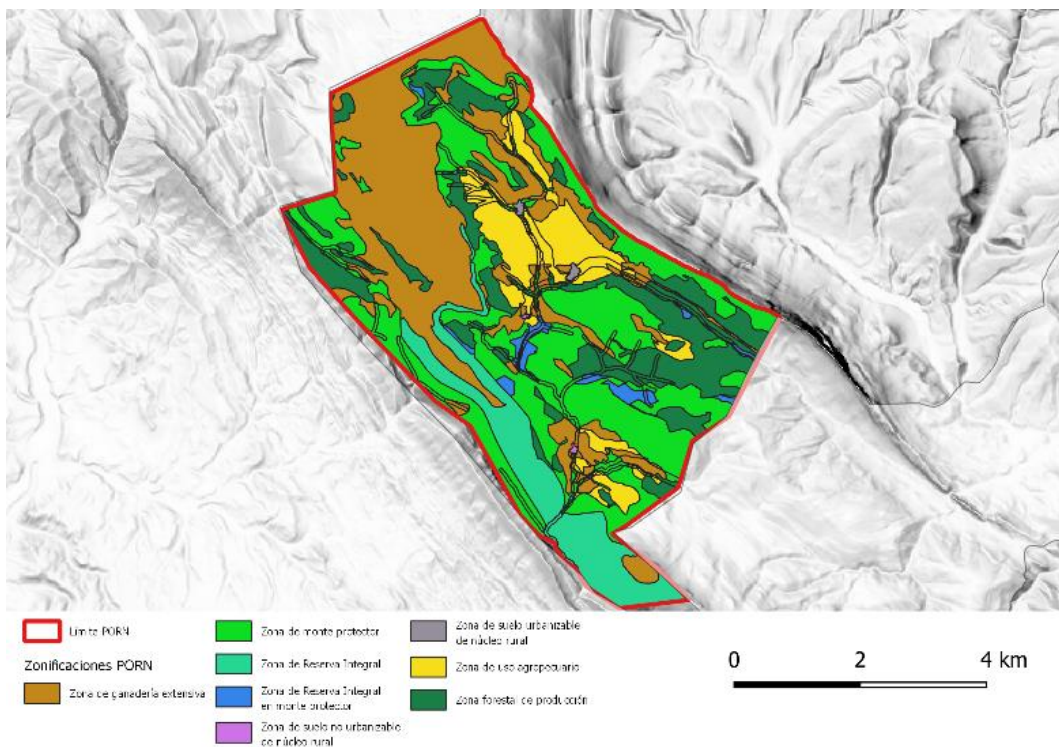 Límite PORN
Zonificaciones PORN
Zona de ganadería extensiva
Zona de monte protector
Zona de Reserva Integral
Zona de Reserva Integral
en monte protector
Zona de suelo no urbanizable
de núcleo rural
Zona de suelo urbanizable
de núcleo rural
Zona de uso agropecuario
Zona forestal de producción
0 2 4 km